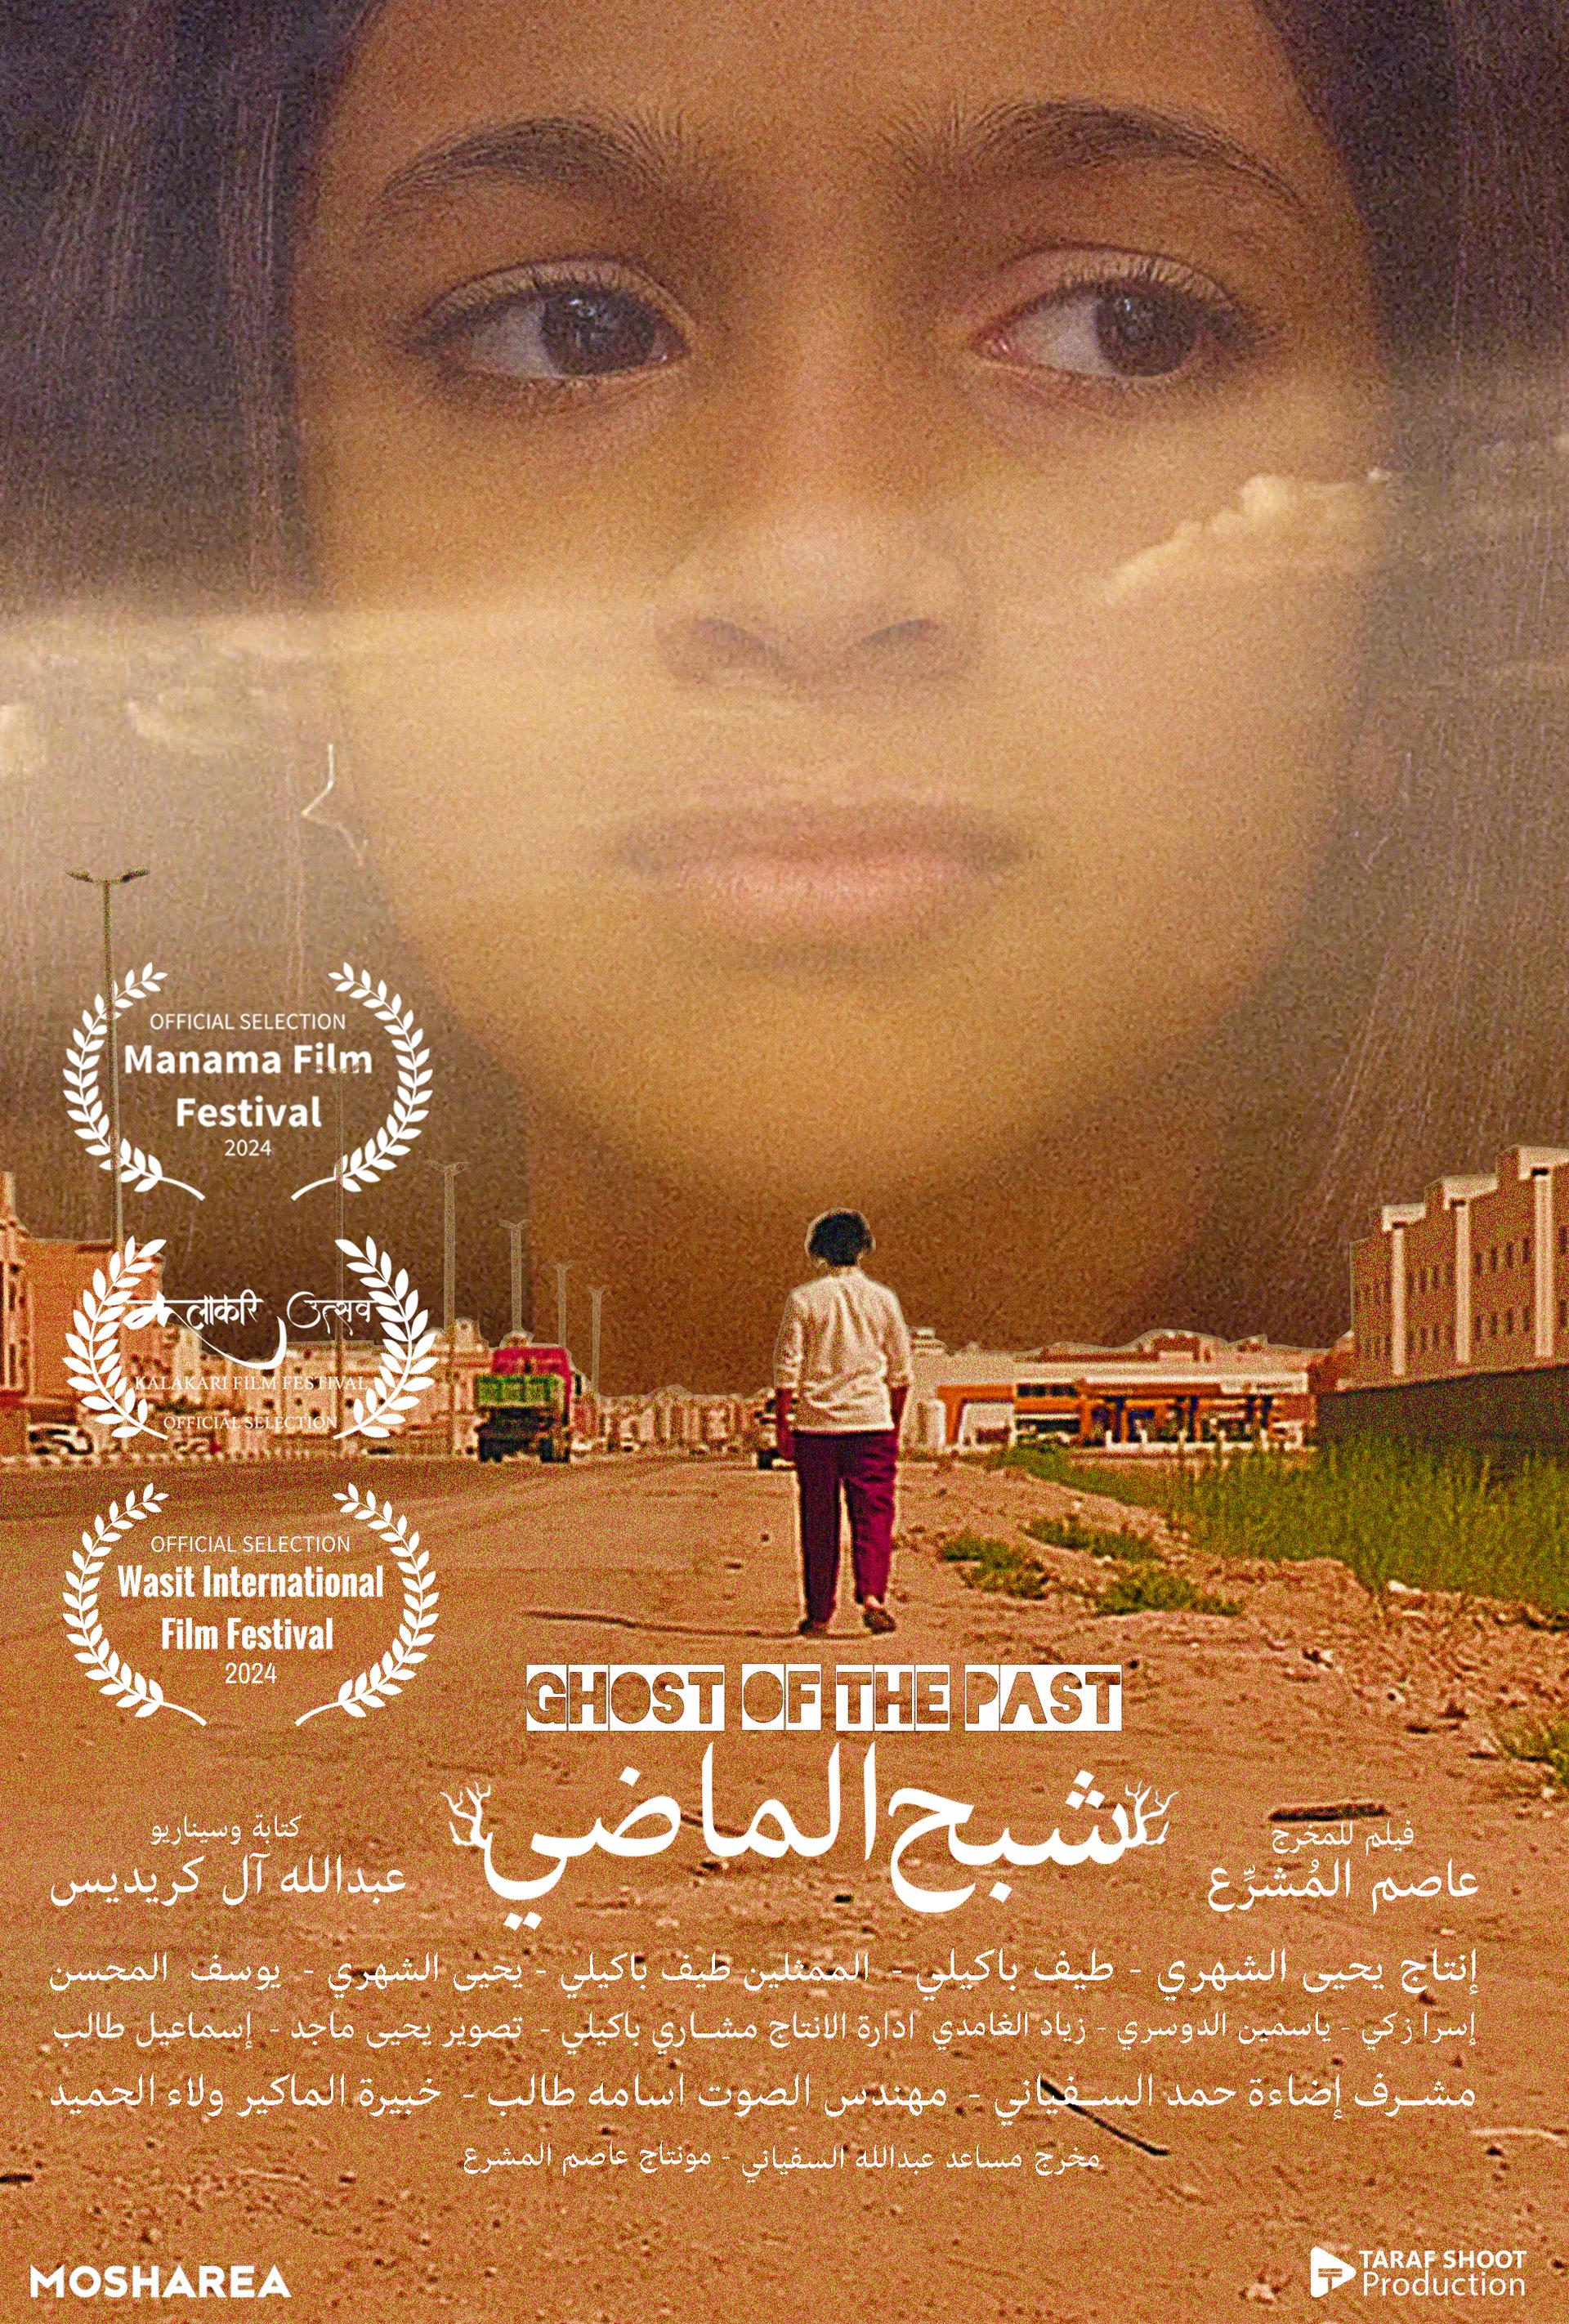 OFFICIAL SELECTION
Manama Film
Festival
2024
कलाकारि उत्सव
KALAKARI FILM FESTIVAL
OFFICIAL SELECTION
OFFICIAL SELECTION
Wasit International
Film Festival
2024
GHOST OF THE PAST
شبح الماضي
فيلم للمخرج
عاصم المُشرِّع
كتابة وسيناريو
عبدالله آل كريديس
إنتاج يحيى الشهري - طيف باكيلي - الممثلين طيف باكيلي - يحيى الشهري - يوسف المحسن
إسرا زكي - ياسمين الدوسري - زياد الغامدي ادارة الانتاج مشاري باكيلي - تصوير يحيى ماجد - إسماعيل طالب
مشرف إضاءة حمد السفياني - مهندس الصوت اسامه طالب - خبيرة الماكير ولاء الحميد
مخرج مساعد عبدالله السفياني - مونتاج عاصم المشرع
MOSHAREA
TARAF SHOOT
Production